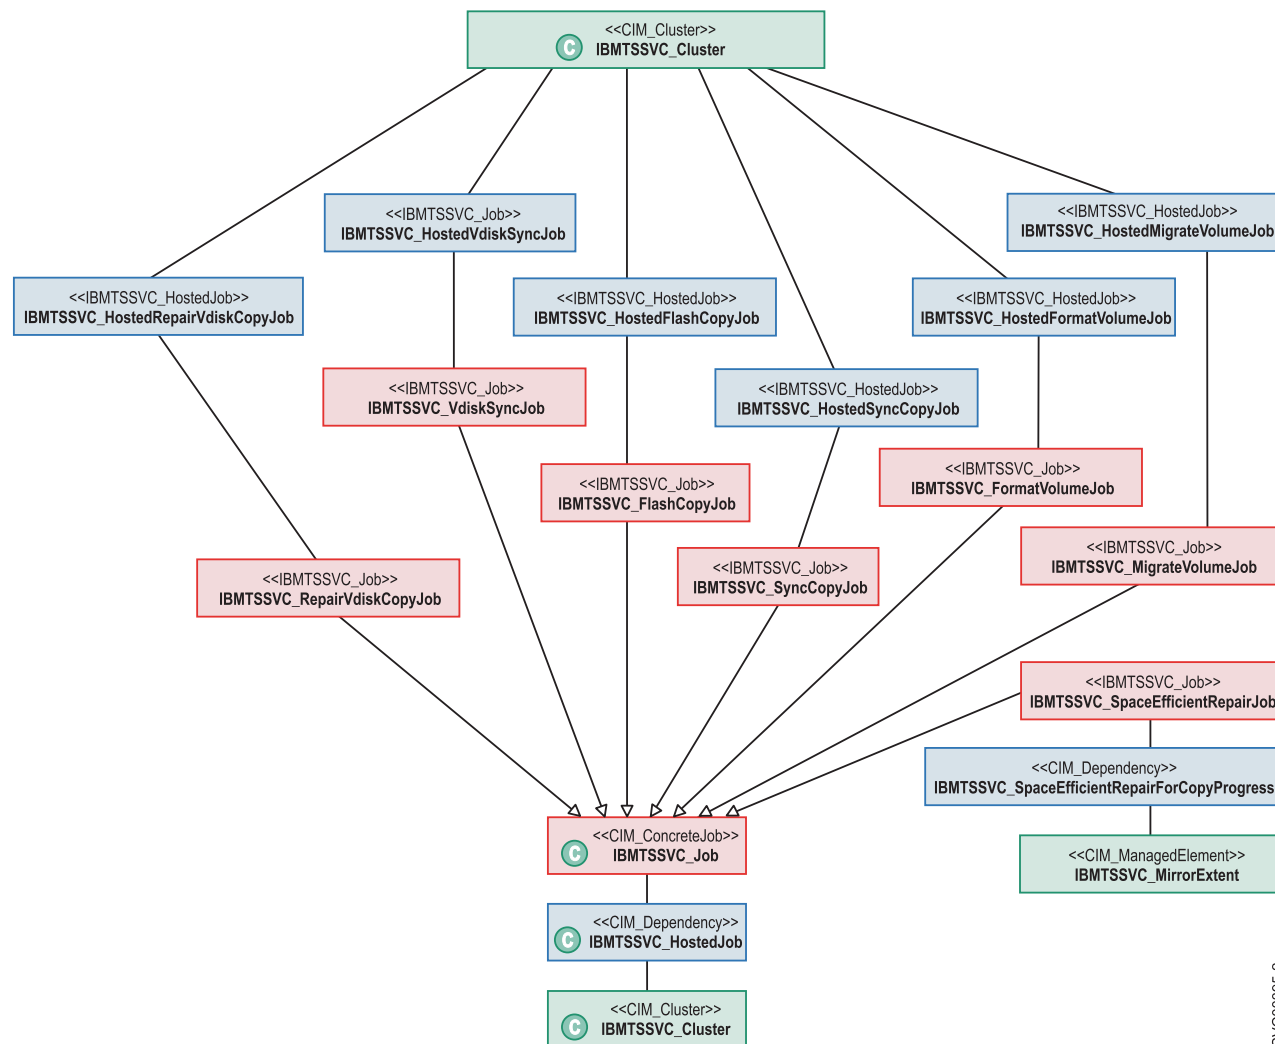 <<CIM_Cluster>>
C
IBMTSSVC_Cluster
<<IBMTSSVC_Job>>
IBMTSSVC_HostedVdiskSyncJob
<<IBMTSSVC_HostedJob>>
IBMTSSVC_HostedMigrateVolumeJob
<<IBMTSSVC_HostedJob>>
IBMTSSVC_HostedRepairVdiskCopyJob
<<IBMTSSVC_HostedJob>>
IBMTSSVC_HostedFlashCopyJob
<<IBMTSSVC_HostedJob>>
IBMTSSVC_HostedFormatVolumeJob
<<IBMTSSVC_Job>>
IBMTSSVC_VdiskSyncJob
<<IBMTSSVC_HostedJob>>
IBMTSSVC_HostedSyncCopyJob
<<IBMTSSVC_Job>>
IBMTSSVC_FlashCopyJob
<<IBMTSSVC_Job>>
IBMTSSVC_FormatVolumeJob
<<IBMTSSVC_Job>>
IBMTSSVC_RepairVdiskCopyJob
<<IBMTSSVC_Job>>
IBMTSSVC_SyncCopyJob
<<IBMTSSVC_Job>>
IBMTSSVC_MigrateVolumeJob
<<IBMTSSVC_Job>>
IBMTSSVC_SpaceEfficientRepairJob
<<CIM_Dependency>>
IBMTSSVC_SpaceEfficientRepairForCopyProgress
<<CIM_ConcreteJob>>
C
IBMTSSVC_Job
<<CIM_ManagedElement>>
IBMTSSVC_MirrorExtent
<<CIM_Dependency>>
C
IBMTSSVC_HostedJob
<<CIM_Cluster>>
C
IBMTSSVC_Cluster